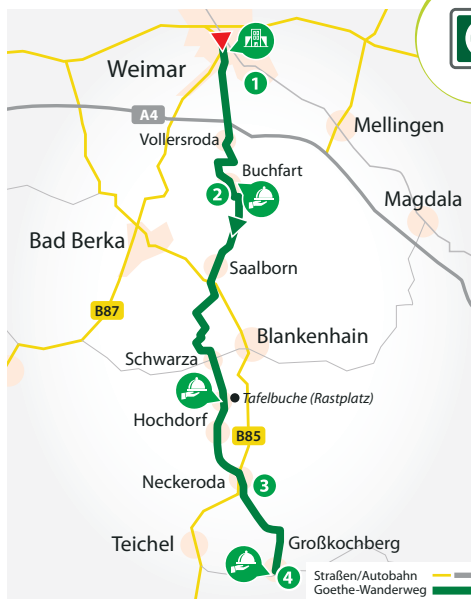 Weimar
1
A4
Mellingen
Vollersroda
Buchfart
2
Magdala
Bad Berka
Saalborn
B87
Blankenhain
Schwarza
Tafelbuche (Rastplatz)
Hochdorf
B85
Neckeroda
3
Teichel
Großkochberg
4
Straßen/Autobahn
Goethe-Wanderweg